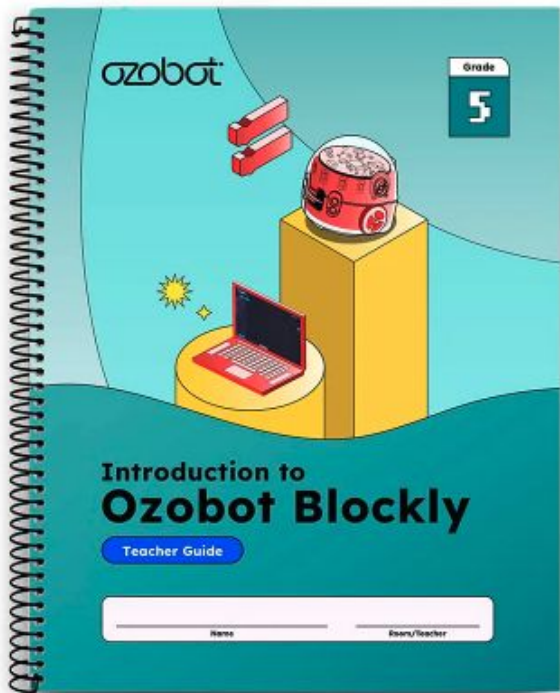 ozobot
Grade
5
Introduction to
Ozobot Blockly
Teacher Guide
Name
Room/Teacher